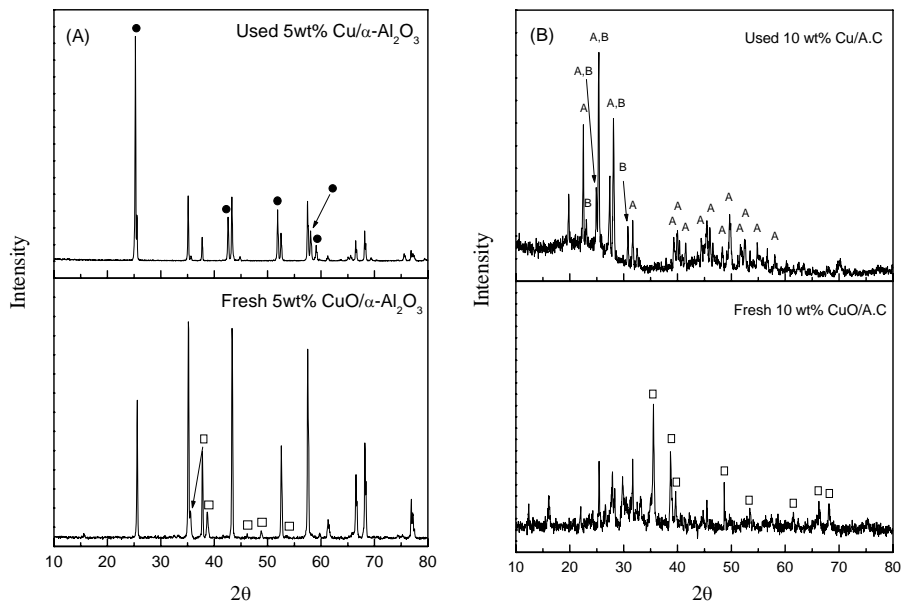 (A)
Used 5wt% Cu/α-Al₂O₃
Intensity
Fresh 5wt% CuO/α-Al₂O₃
10 20 30 40 50 60 70 80
2θ
(B)
Used 10 wt% Cu/A.C
A,B
A,B
A
A,B
B
B
A
A
A
A
A
A
A
A
A
A
A
A
Intensity
Fresh 10 wt% CuO/A.C
10 20 30 40 50 60 70 80
2θ